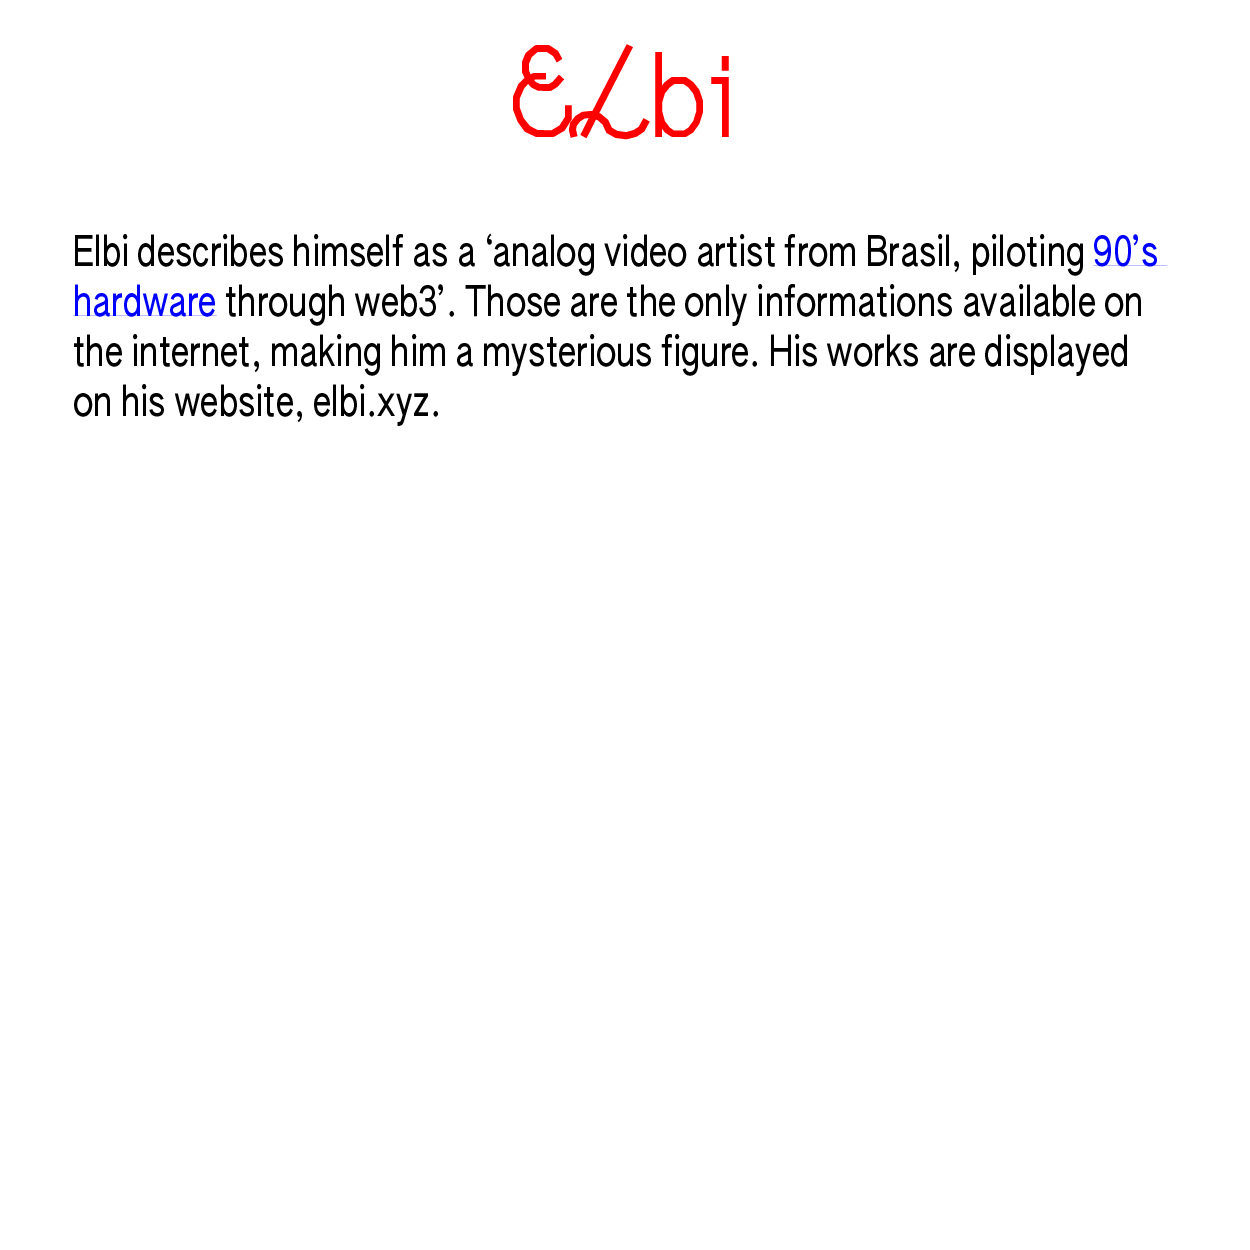 ELbi
Elbi describes himself as a ‘analog video artist from Brasil, piloting 90’s
hardware through web3’. Those are the only informations available on
the internet, making him a mysterious figure. His works are displayed
on his website, elbi.xyz.